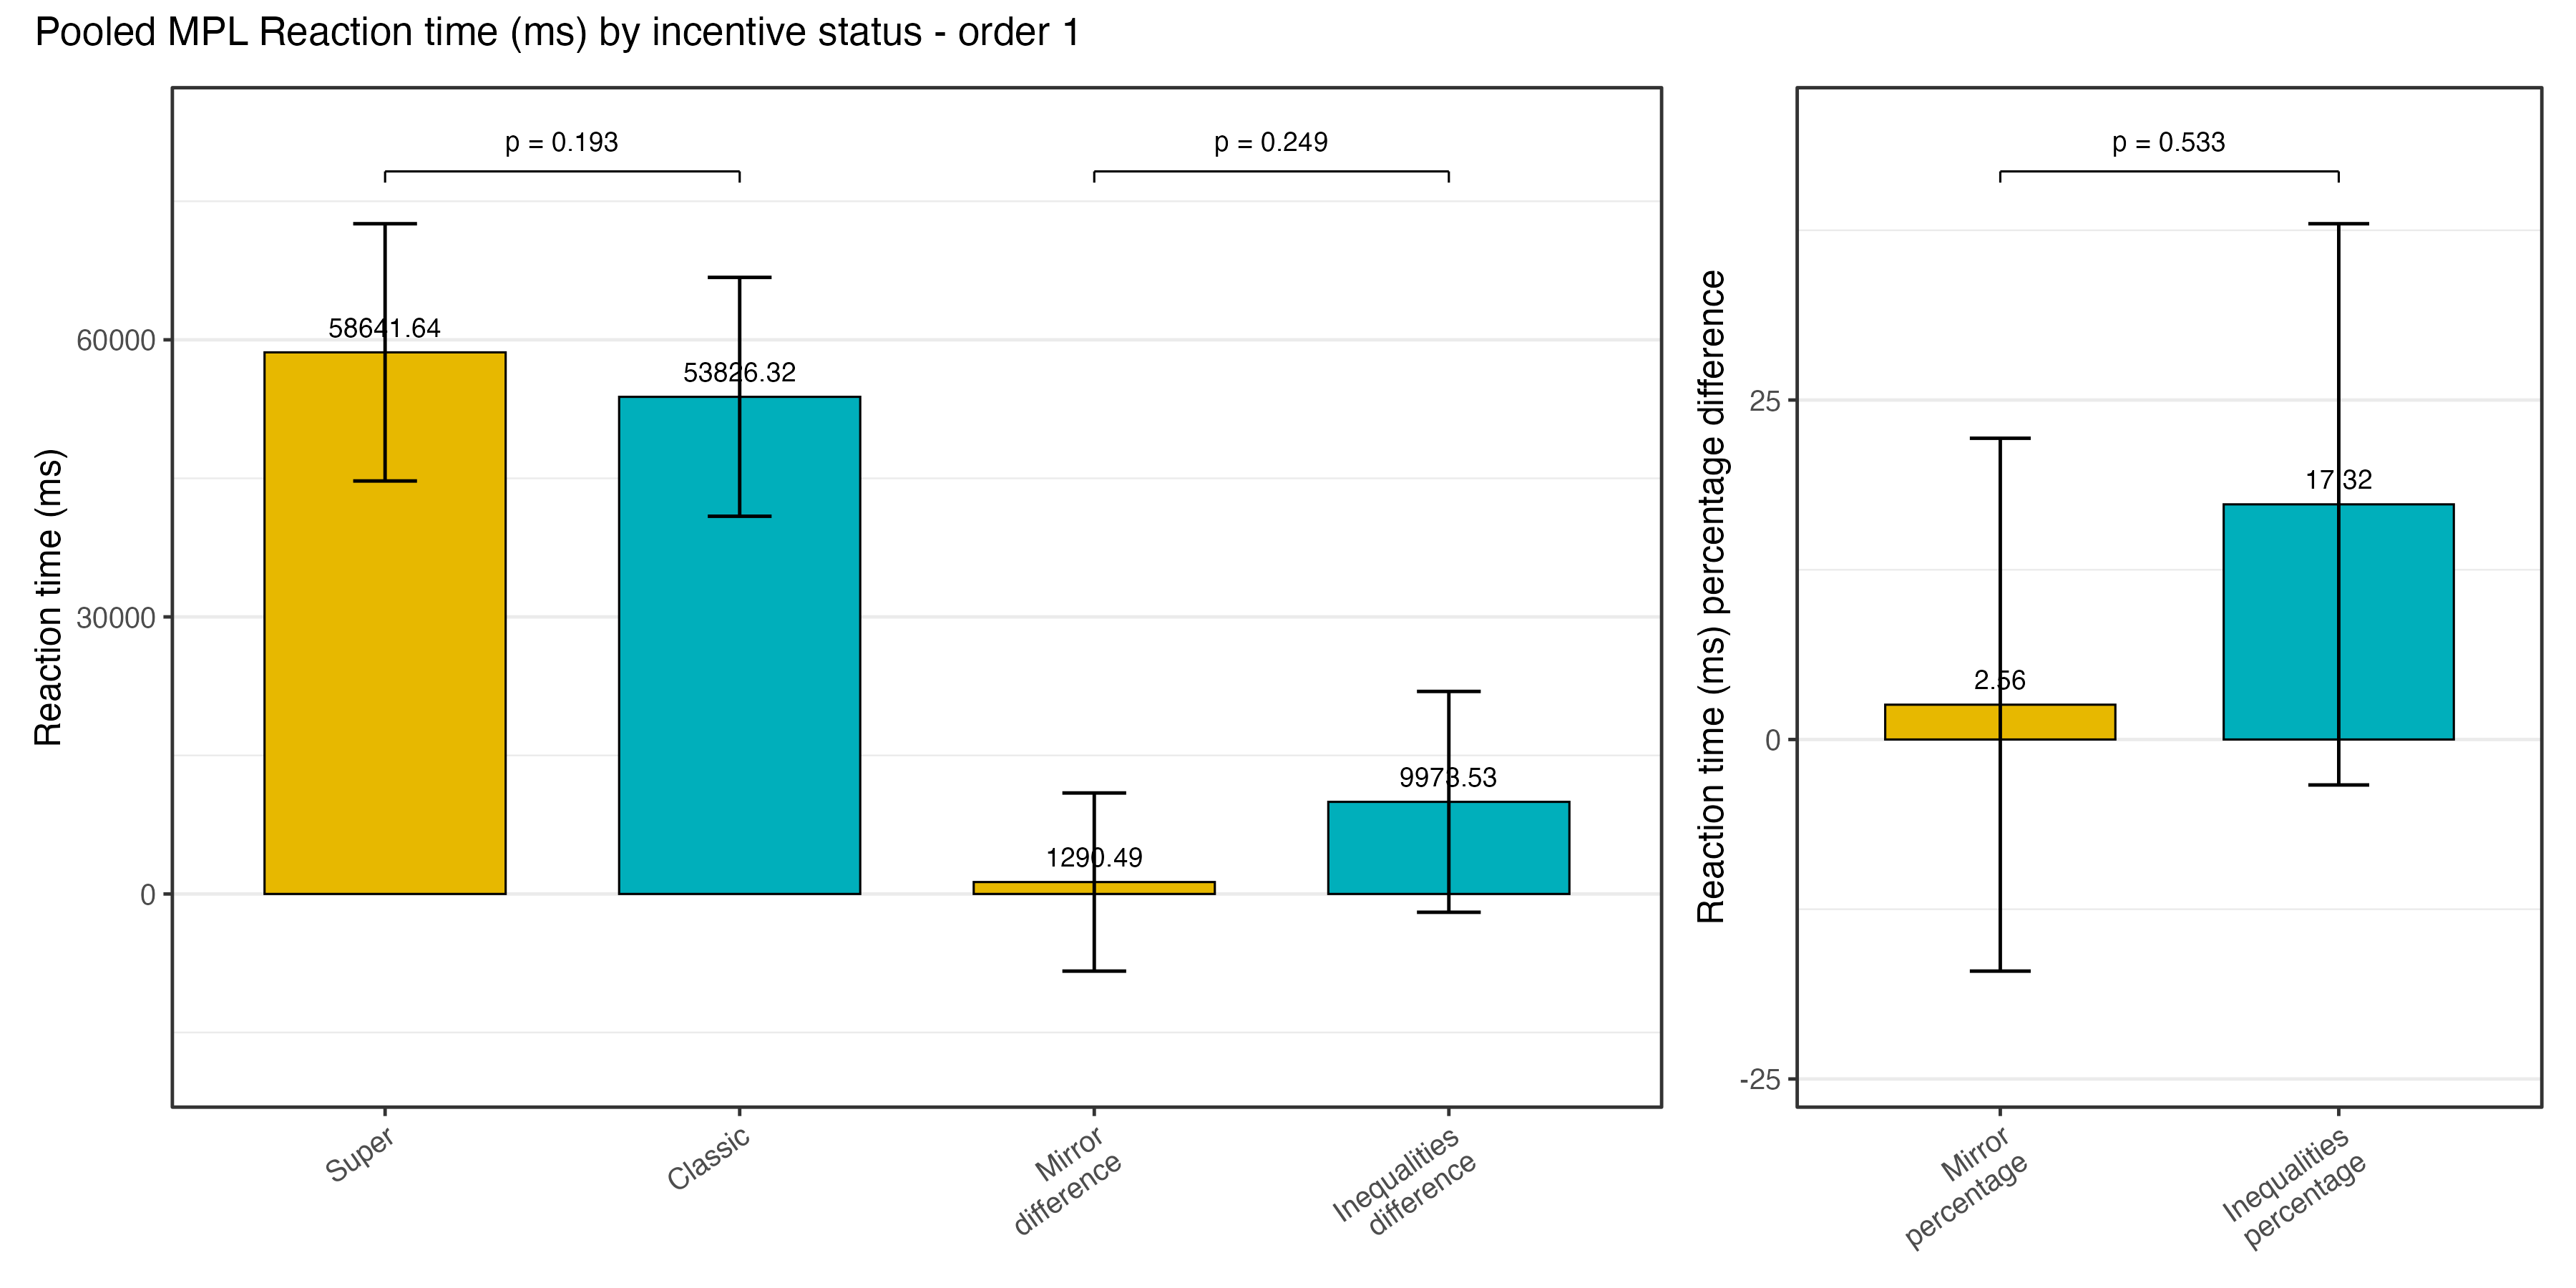 Pooled MPL Reaction time (ms) by incentive status - order 1
Reaction time (ms)
60000
30000
0
p = 0.193
p = 0.249
58641.64
53826.32
1290.49
9973.53
Super
Classic
Mirror
difference
Inequalities
difference
Reaction time (ms) percentage difference
25
0
-25
p = 0.533
2.56
17.32
Mirror
percentage
Inequalities
percentage